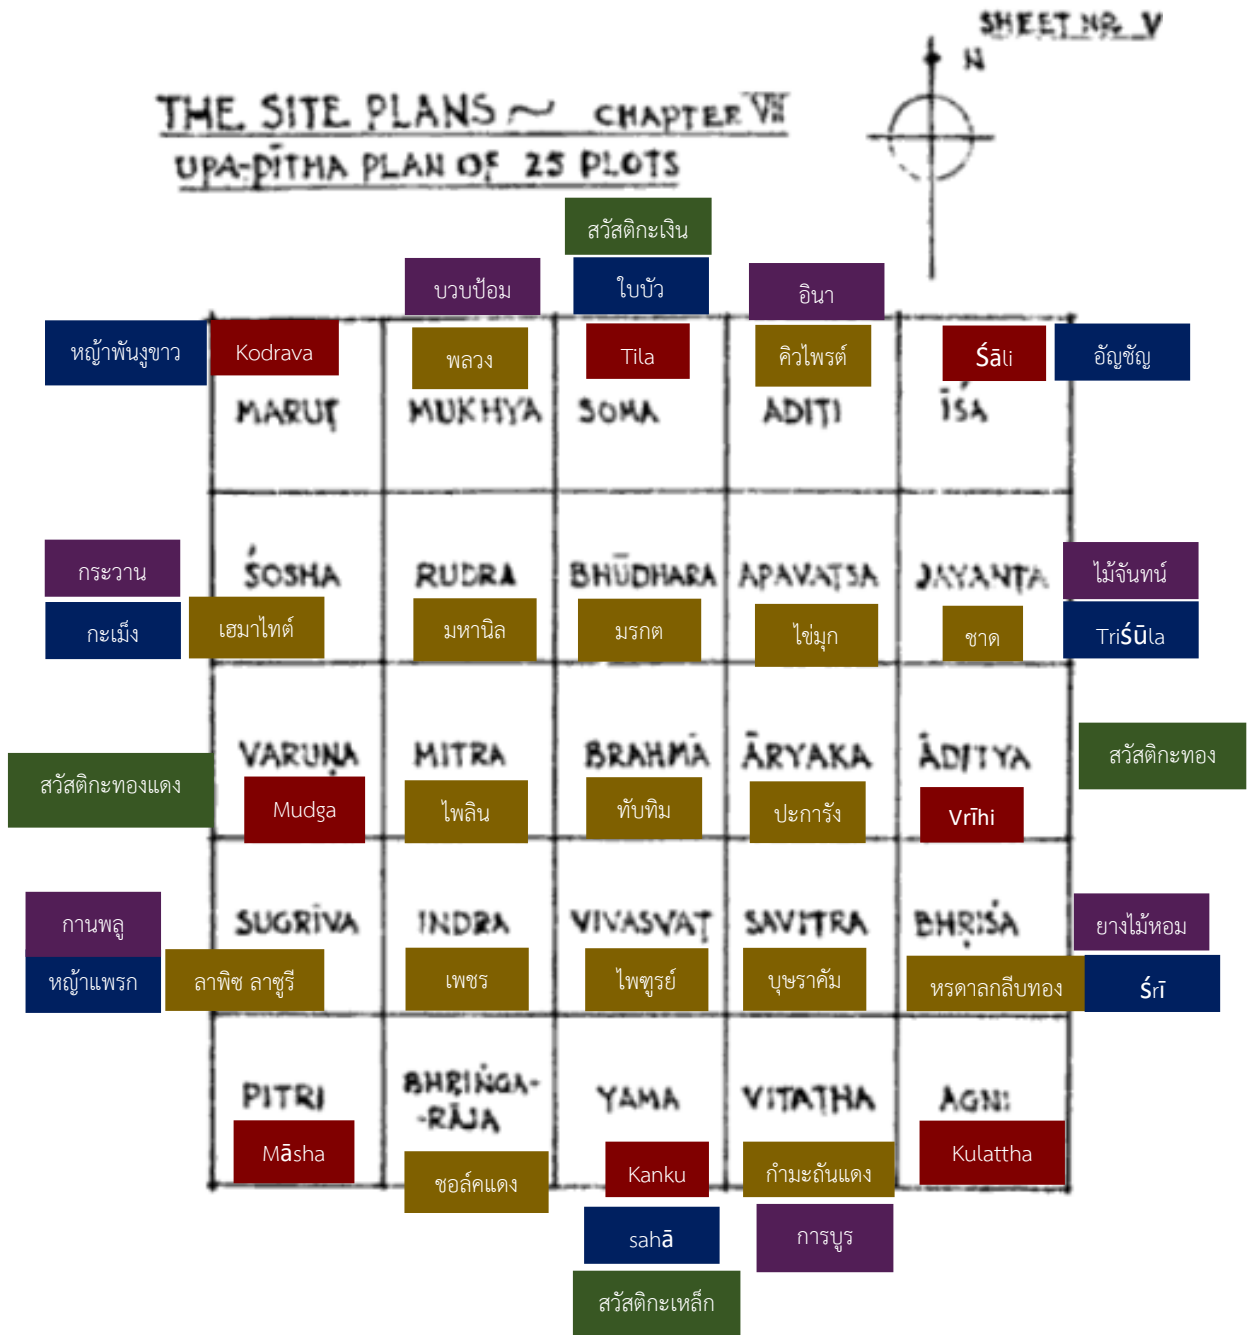 SHEET NR. V
N
THE SITE PLANS ~ CHAPTER VII
UPA-PĪTHA PLAN OF 25 PLOTS
สวัสติกะเงิน
บวบป้อม ใบบัว อินา
หญ้าพันงูขาว Kodrava พลวง Tila คิวไพรต์ Śāli อัญชัญ
MARUṬ MUKHYA SOMA ADIṬI ĪŚA
กระวาน ŚOSHA RUDRA BHŪDHARA APAVAṬSA JAYANṬA ไม้จันทน์
กะเม็ง เฮมาไทต์ มหานิล มรกต ไข่มุก ชาด Triśūla
VARUṆA MITRA BRAHMĀ ĀRYAKA ĀDITYA สวัสติกะทอง
สวัสติกะทองแดง Mudga ไพลิน ทับทิม ปะการัง Vrīhi
กานพลู SUGRĪVA INDRA VIVASVAṬ SAVIṬRA BHṚIŚA ยางไม้หอม
หญ้าแพรก ลาพิซ ลาซูรี เพชร ไพฑูรย์ บุษราคัม หรดาลกลีบทอง Śrī
PITRI BHṚIṄGA- YAMA VITAṬHA AGNI
-RĀJA
Māsha ชอล์คแดง Kanku กำมะถันแดง Kulattha
sahā การบูร
สวัสติกะเหล็ก